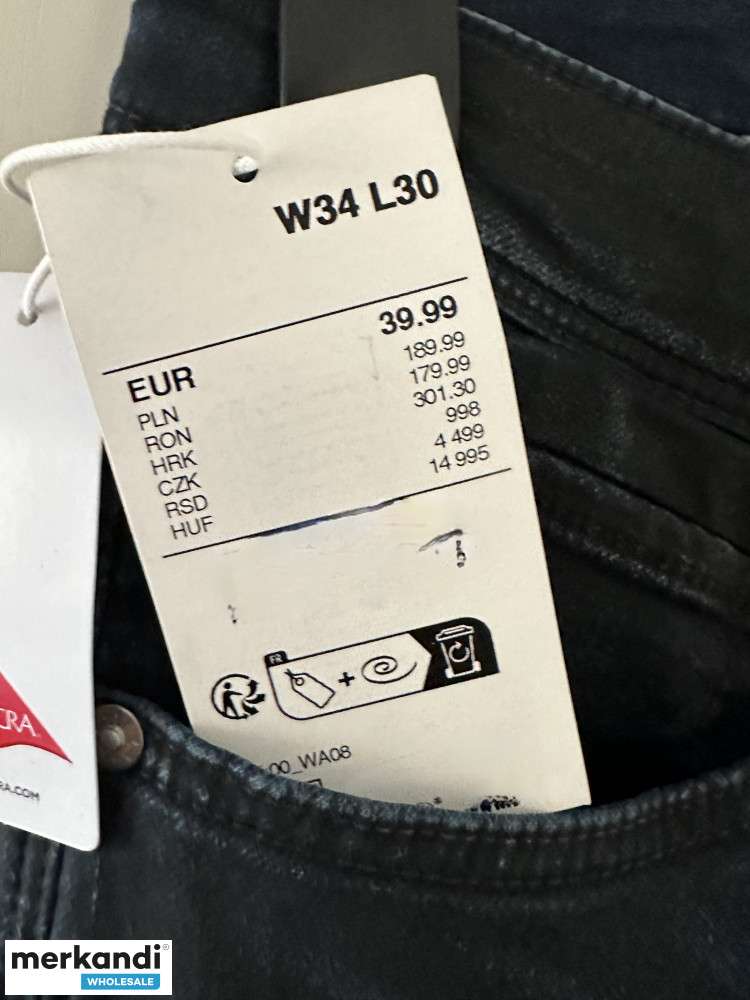 W34 L30
EUR 39.99
PLN 189.99
RON 179.99
HRK 301.30
CZK 998
RSD 4 499
HUF 14 995
FR
+
00_WA08
CRA
RA.COM
merkandi®
WHOLESALE